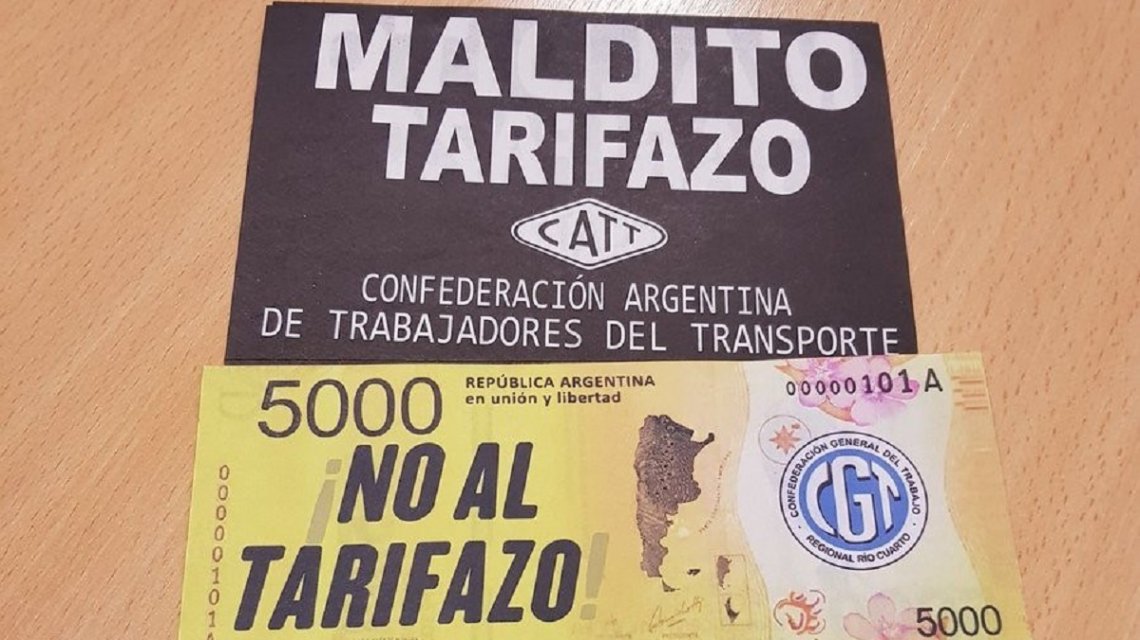 MALDITO
TARIFAZO
CATT
CONFEDERACIÓN ARGENTINA
DE TRABAJADORES DEL TRANSPORTE
5000
REPÚBLICA ARGENTINA
en unión y libertad
00000101 A
¡NO AL
TARIFAZO!
CONFEDERACIÓN GENERAL DEL TRABAJO
CGT
REGIONAL RÍO CUARTO
00000101A
5000